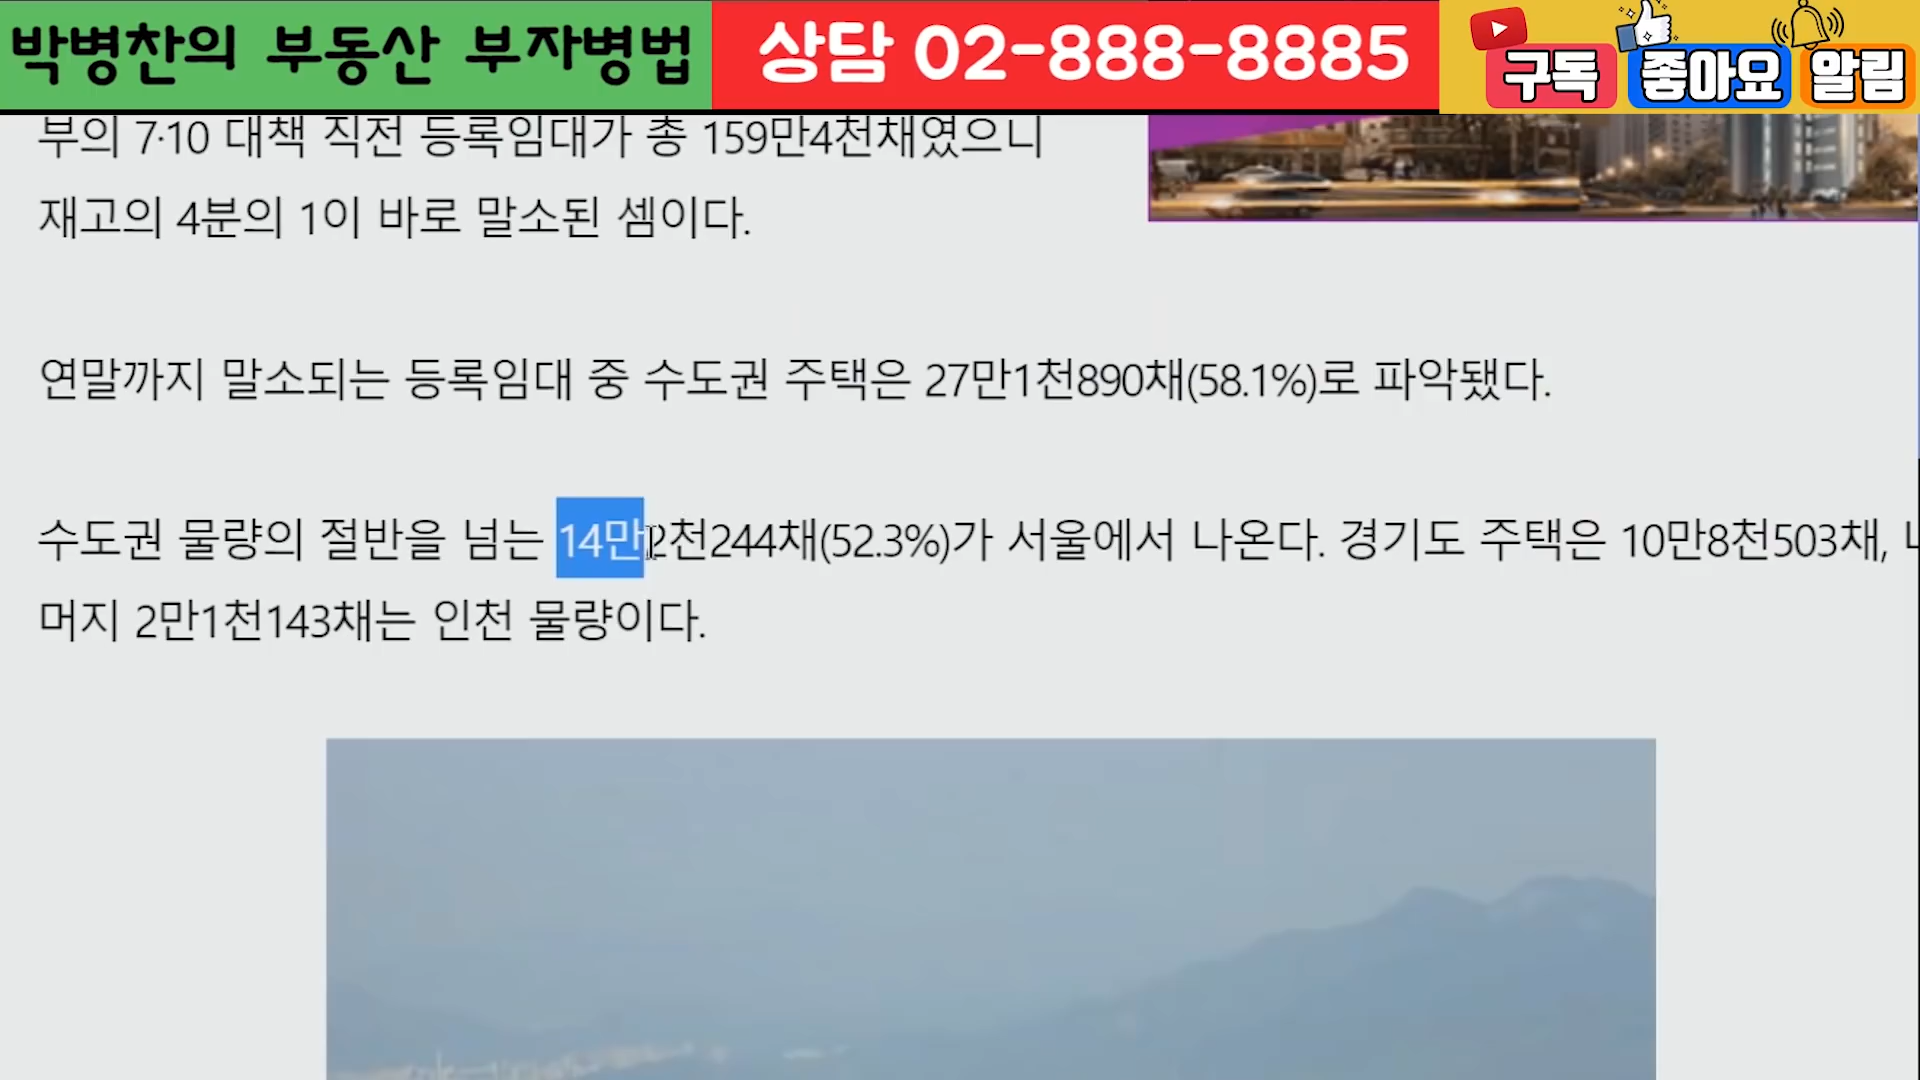 박병찬의 부동산 부자병법
상담 02-888-8885
구독 좋아요 알림
부의 7·10 대책 직전 등록임대가 총 159만4천채였으니
재고의 4분의 1이 바로 말소된 셈이다.
연말까지 말소되는 등록임대 중 수도권 주택은 27만1천890채(58.1%)로 파악됐다.
수도권 물량의 절반을 넘는 14만2천244채(52.3%)가 서울에서 나온다. 경기도 주택은 10만8천503채,
머지 2만1천143채는 인천 물량이다.